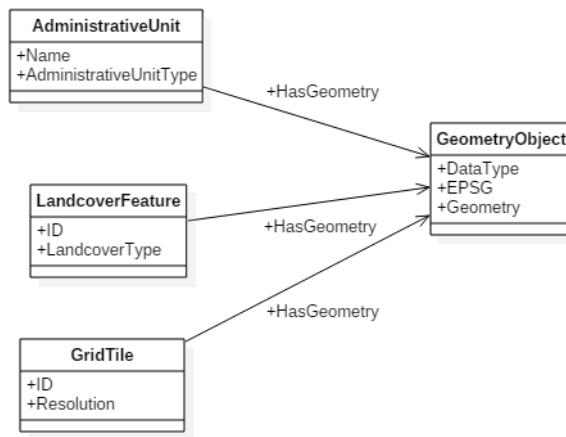 AdministrativeUnit
+Name
+AdministrativeUnitType
+HasGeometry
GeometryObject
+DataType
+EPSG
+Geometry
LandcoverFeature
+ID
+LandcoverType
+HasGeometry
+HasGeometry
GridTile
+ID
+Resolution